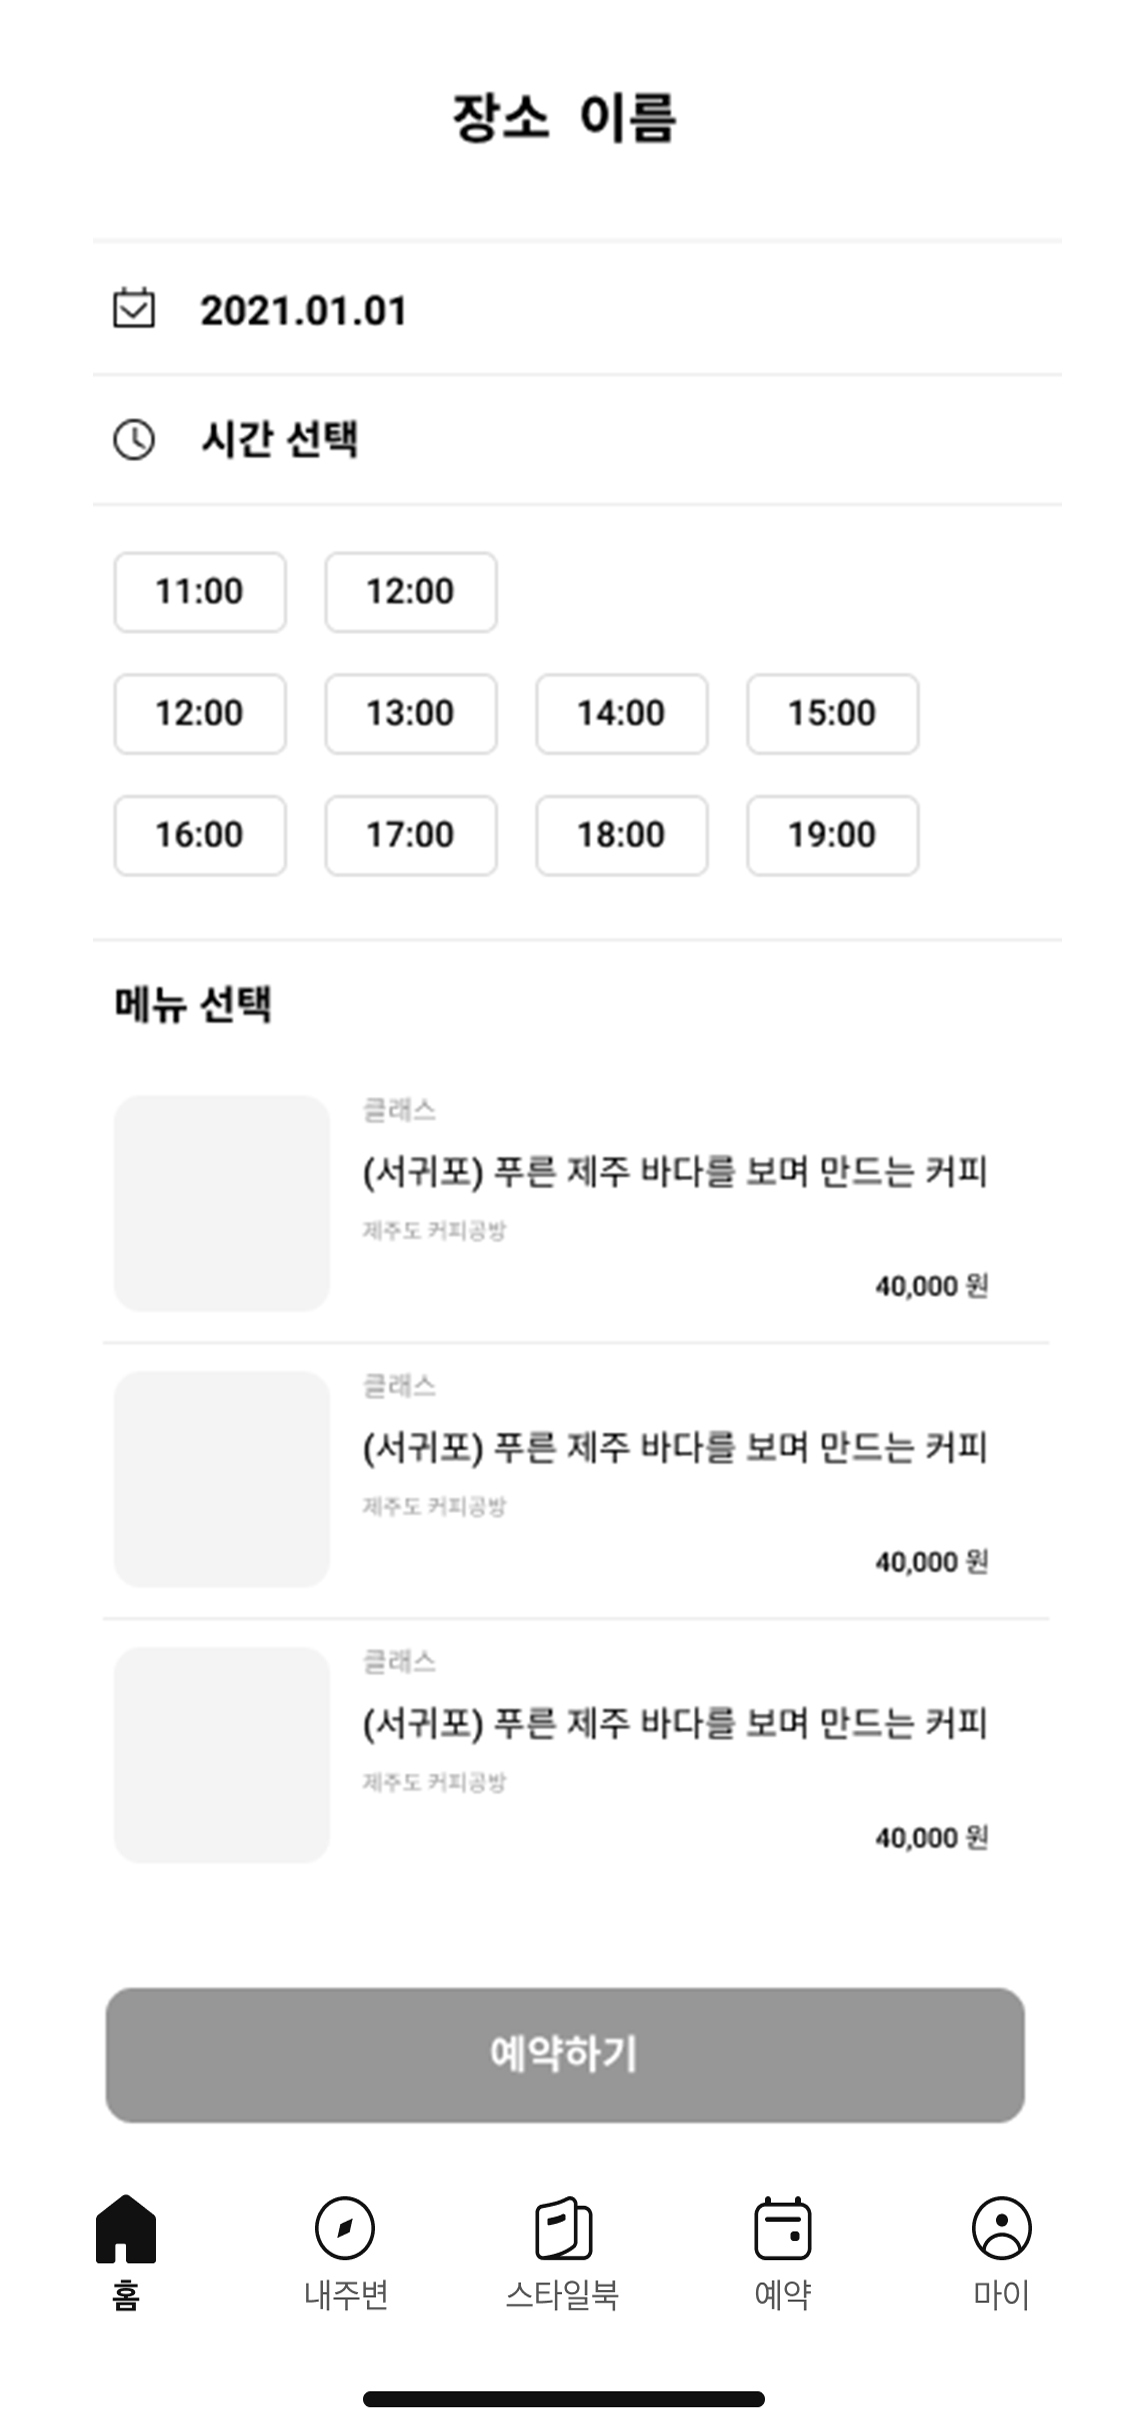 장소 이름
2021.01.01
시간 선택
11:00 12:00
12:00 13:00 14:00 15:00
16:00 17:00 18:00 19:00
메뉴 선택
클래스
(서귀포) 푸른 제주 바다를 보며 만드는 커피
제주도 커피공방
40,000 원
클래스
(서귀포) 푸른 제주 바다를 보며 만드는 커피
제주도 커피공방
40,000 원
클래스
(서귀포) 푸른 제주 바다를 보며 만드는 커피
제주도 커피공방
40,000 원
예약하기
홈 내주변 스타일북 예약 마이